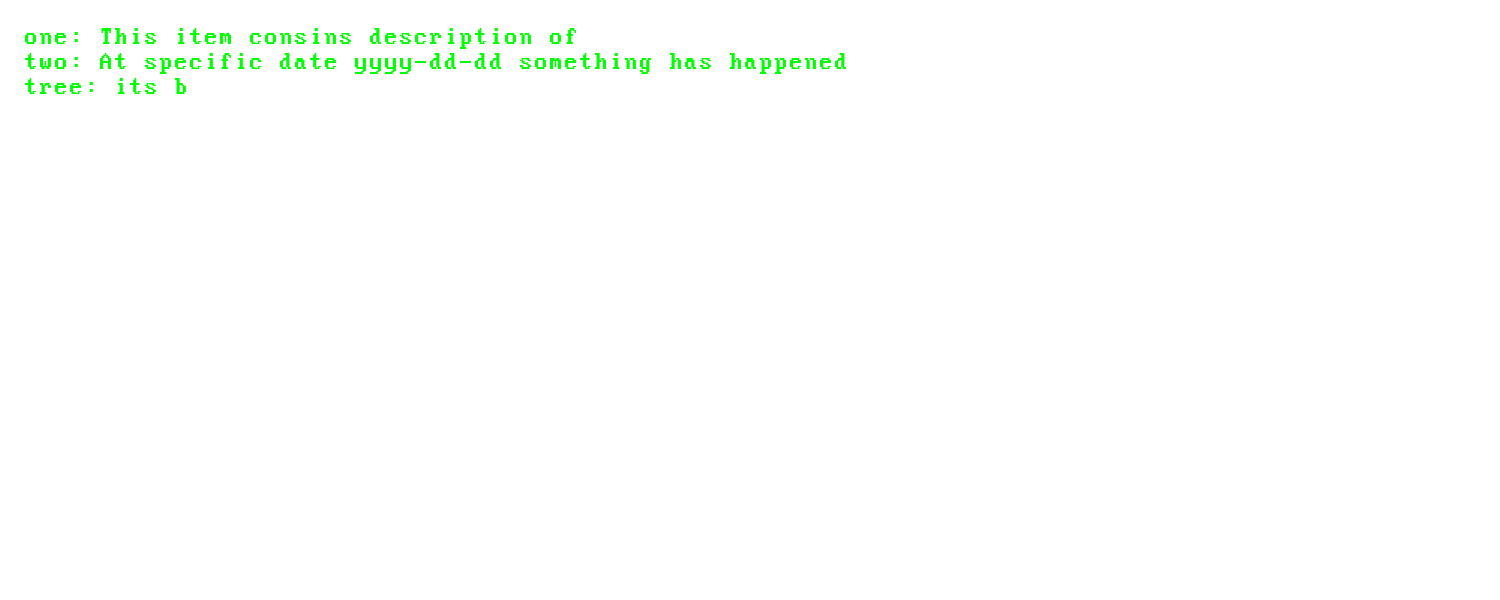 one: This item consins description of
two: At specific date yyyy-dd-dd something has happened
tree: its b